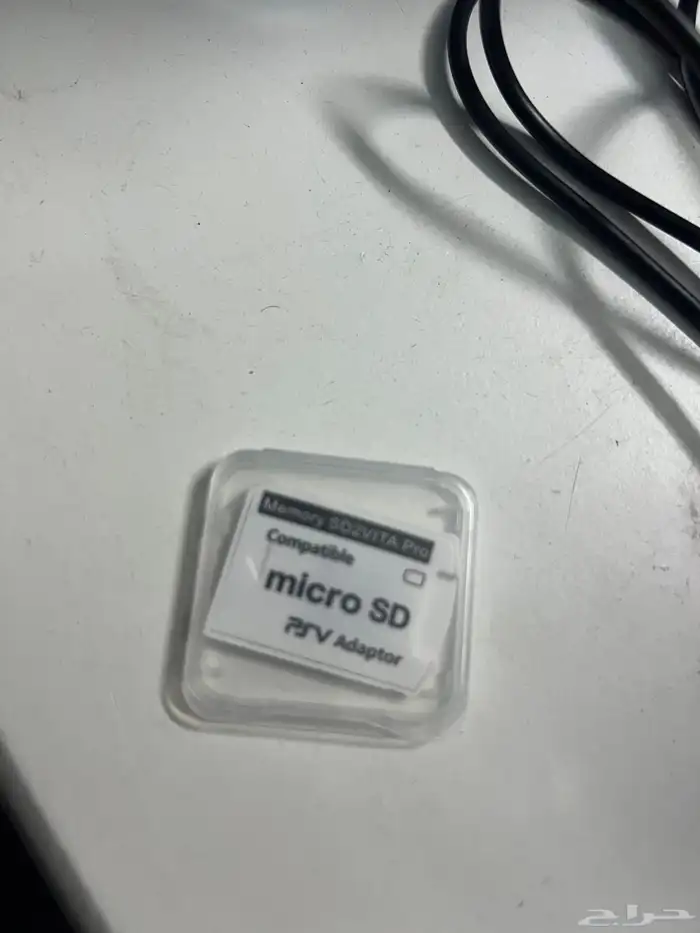 Memory SD2VITA Pro
Compatible
micro SD
PSV Adaptor
حراج